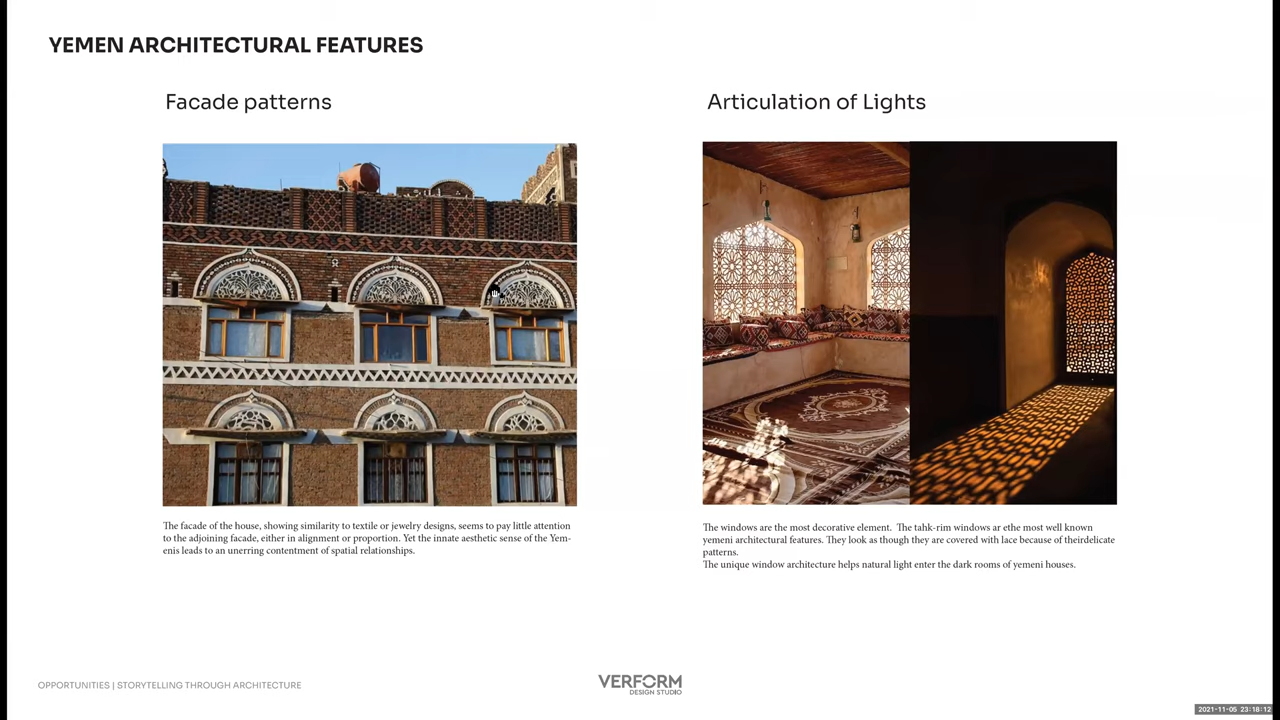 YEMEN ARCHITECTURAL FEATURES
Facade patterns
Articulation of Lights
The facade of the house, showing similarity to textile or jewelry designs, seems to pay little attention
to the adjoining facade, either in alignment or proportion. Yet the innate aesthetic sense of the Yem-
enis leads to an unerring contentment of spatial relationships.
The windows are the most decorative element.  The tahk-rim windows ar ethe most well known
yemeni architectural features. They look as though they are covered with lace because of theirdelicate
patterns.
The unique window architecture helps natural light enter the dark rooms of yemeni houses.
OPPORTUNITIES | STORYTELLING THROUGH ARCHITECTURE
VERFORM
DESIGN STUDIO
2021-11-05 23:18:12